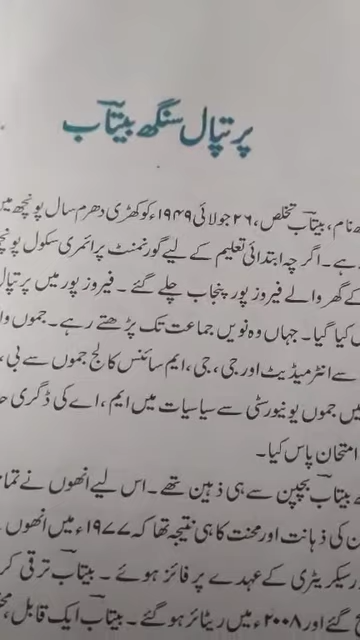 پرتپال سنگھ بیتاب
نام، بیتاب تخلص، ۲۶ جولائی ۱۹۴۹ء کو کھڑی دھرم سال پونچھ میں
ہے۔ اگرچہ ابتدائی تعلیم کے لیے گورنمنٹ پرائمری سکول پونچھ
کے گھر والے فیروز پور پنجاب چلے گئے۔ فیروز پور میں پرتپال
کیا گیا۔ جہاں وہ نویں جماعت تک پڑھتے رہے۔ جموں وا
سے انٹرمیڈیٹ اور جی، جی، ایم سائنس کالج جموں سے بی،
میں جموں یونیورسٹی سے سیاسیات میں ایم، اے کی ڈگری حا
امتحان پاس کیا۔
بیتاب بچپن سے ہی ذہین تھے۔ اس لیے انھوں نے تما
ن کی ذہانت اور محنت کا ہی نتیجہ تھا کہ ۱۹۷۷ء میں انھوں
سکریٹری کے عہدے پر فائز ہوئے۔ بیتاب ترقی کر
گئے اور ۲۰۰۸ء میں ریٹائر ہو گئے۔ بیتاب ایک قابل،